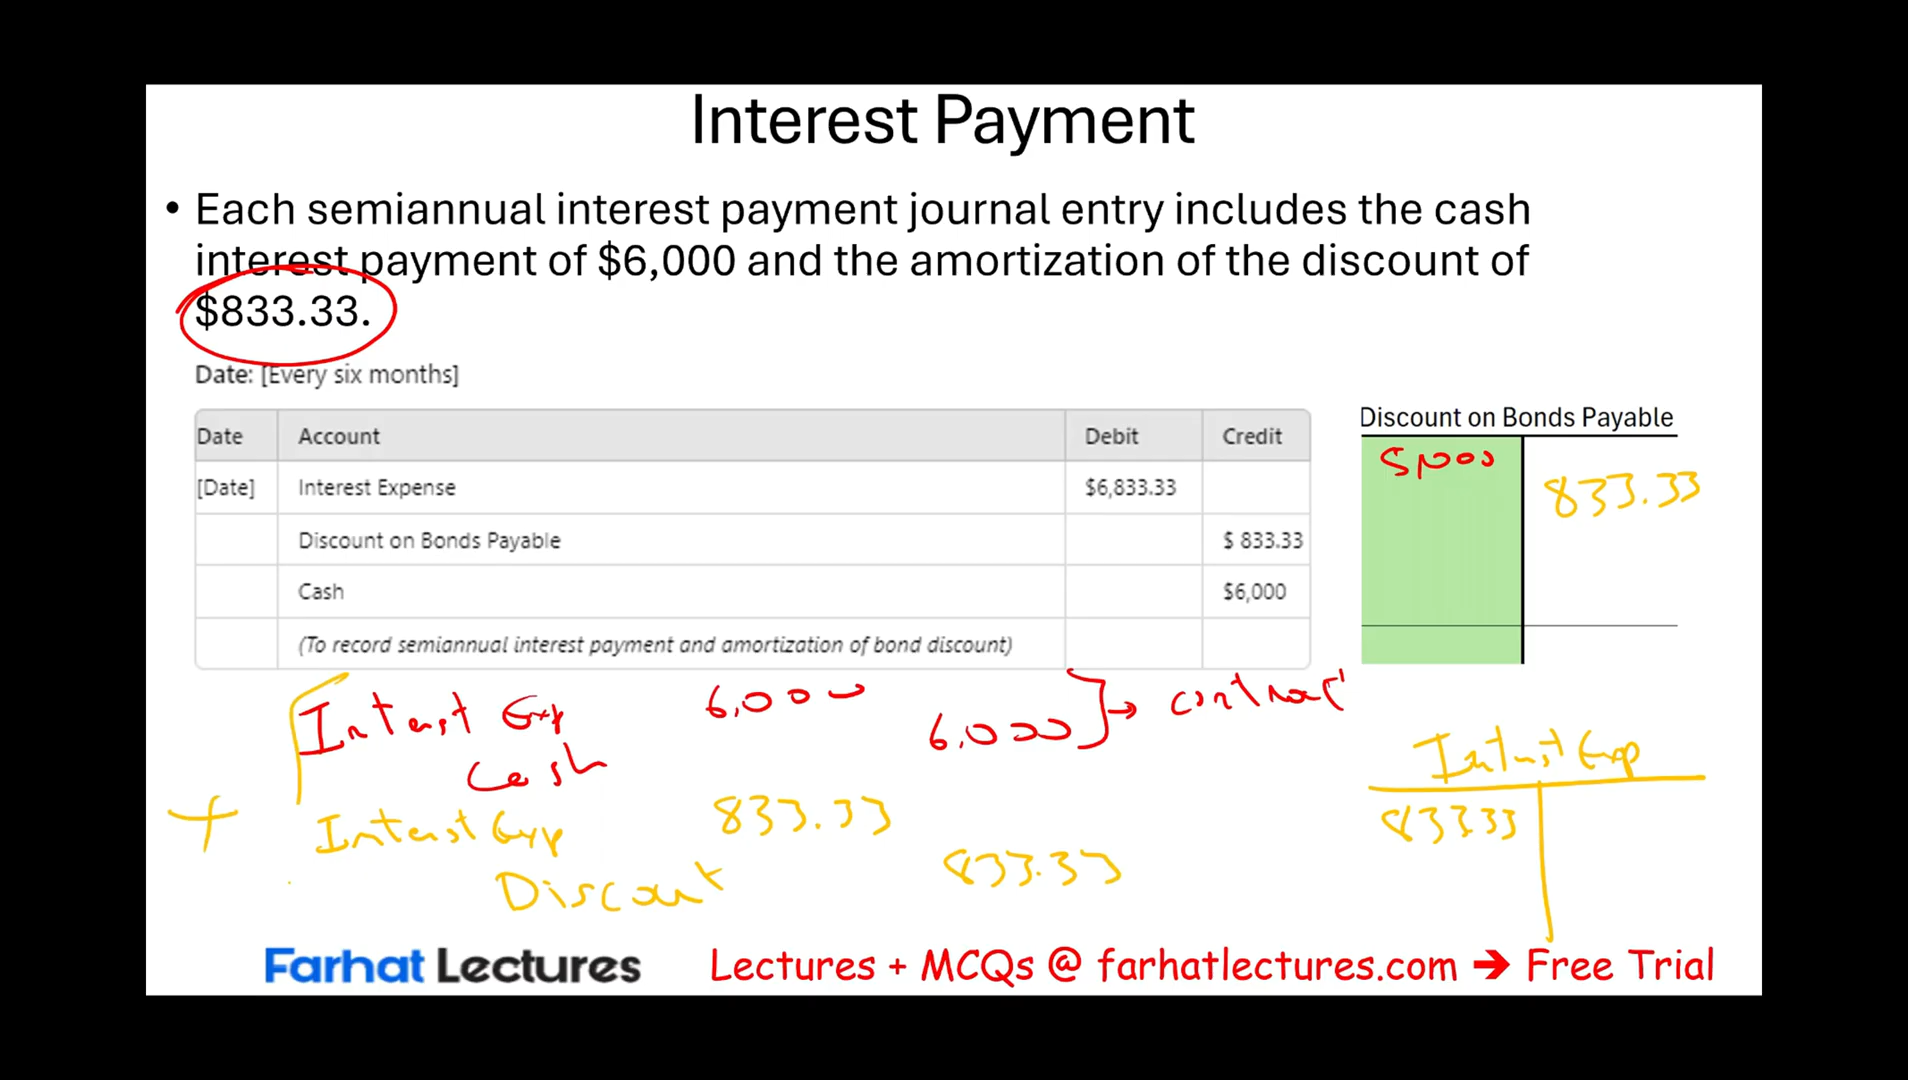 Interest Payment
• Each semiannual interest payment journal entry includes the cash
interest payment of $6,000 and the amortization of the discount of
$833.33.
Date: [Every six months]
Date Account Debit Credit
[Date] Interest Expense $6,833.33
Discount on Bonds Payable $ 833.33
Cash $6,000
(To record semiannual interest payment and amortization of bond discount)
Discount on Bonds Payable
5,000 833.33
Interest Exp 6,000
Cash 6,000 → contract
+ Interest Exp 833.33
Discount 833.33
Interest Exp
833.33
Farhat Lectures
Lectures + MCQs @ farhatlectures.com ➔ Free Trial